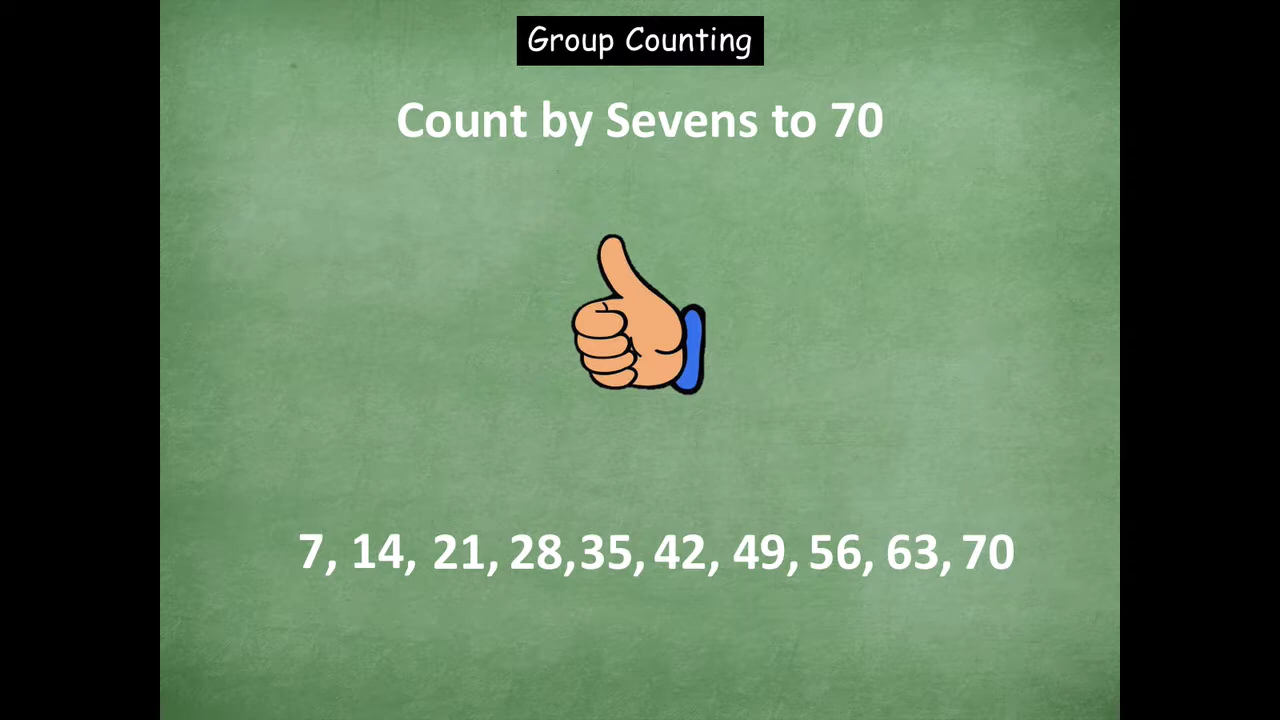 Group Counting
Count by Sevens to 70
7, 14, 21, 28, 35, 42, 49, 56, 63, 70